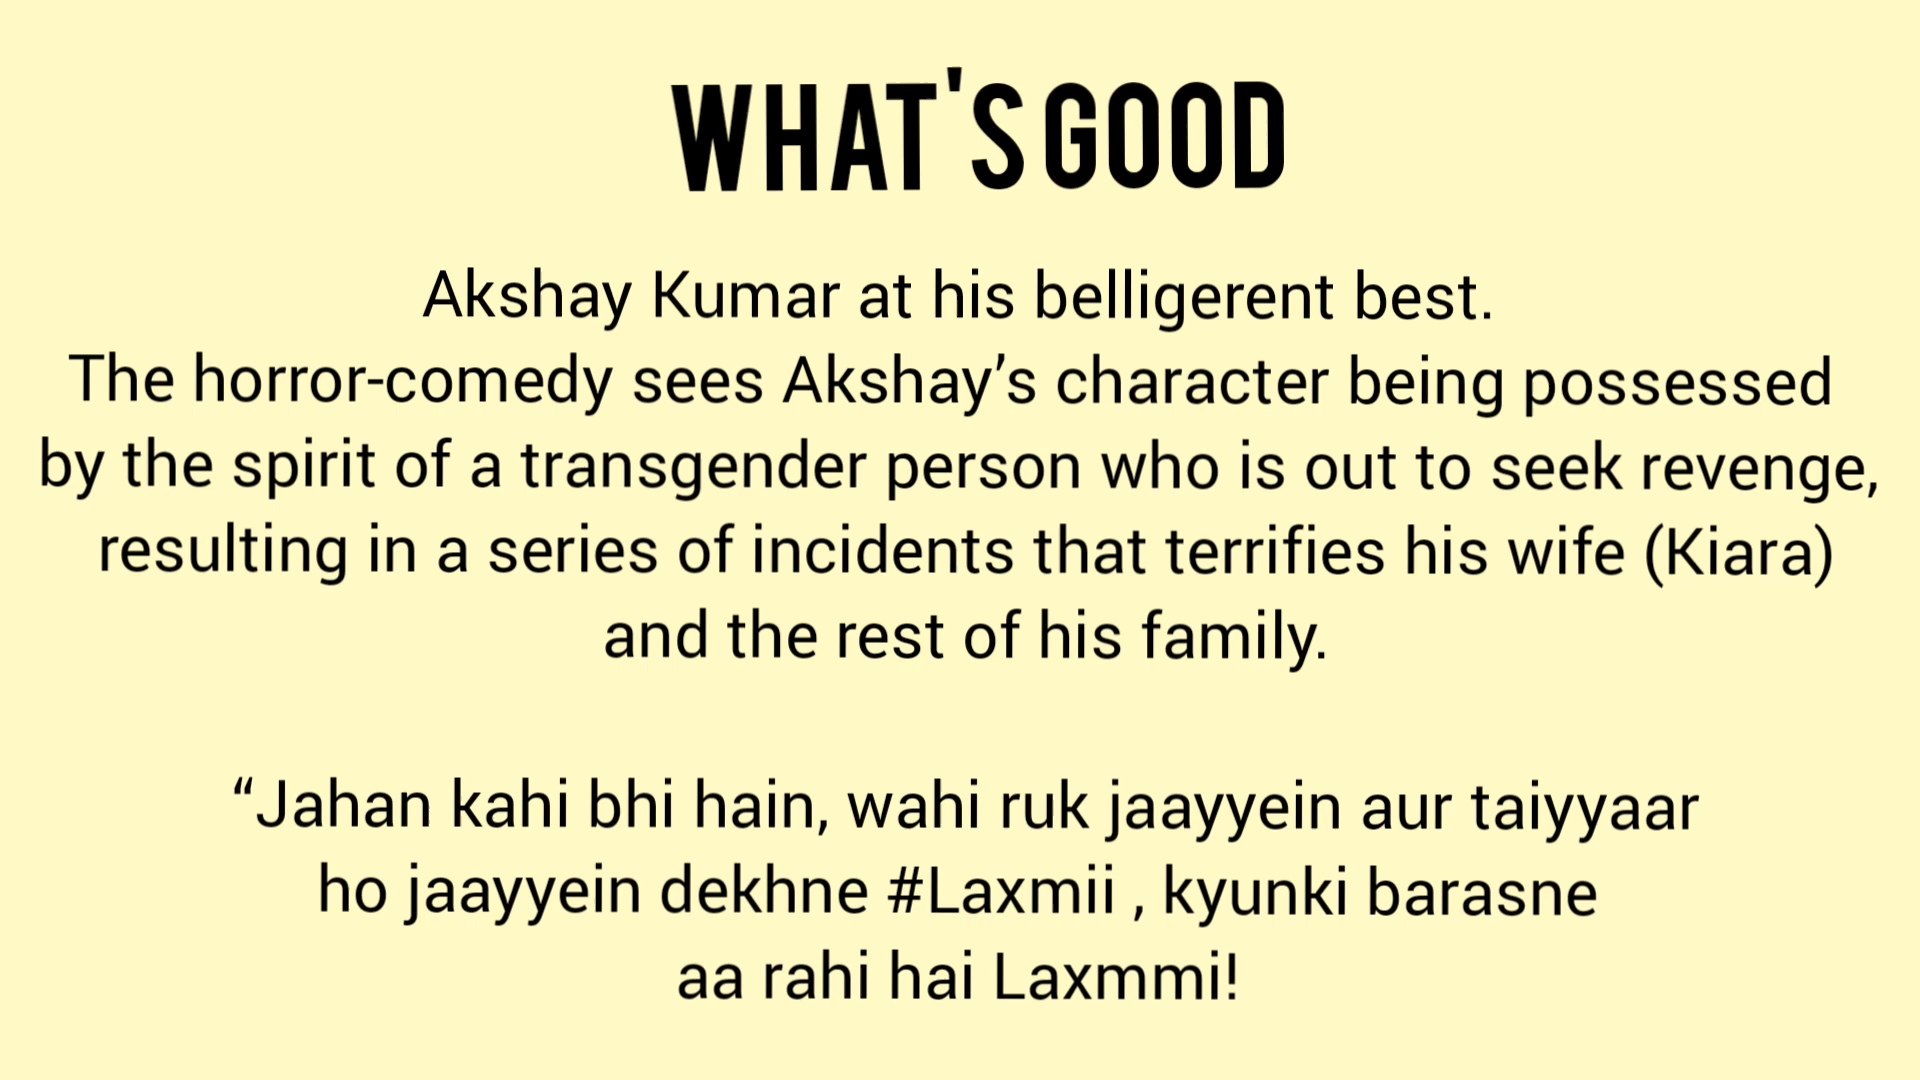 WHAT'S GOOD
Akshay Kumar at his belligerent best.
The horror-comedy sees Akshay’s character being possessed
by the spirit of a transgender person who is out to seek revenge,
resulting in a series of incidents that terrifies his wife (Kiara)
and the rest of his family.
“Jahan kahi bhi hain, wahi ruk jaayyein aur taiyyaar
ho jaayyein dekhne #Laxmii , kyunki barasne
aa rahi hai Laxmmi!